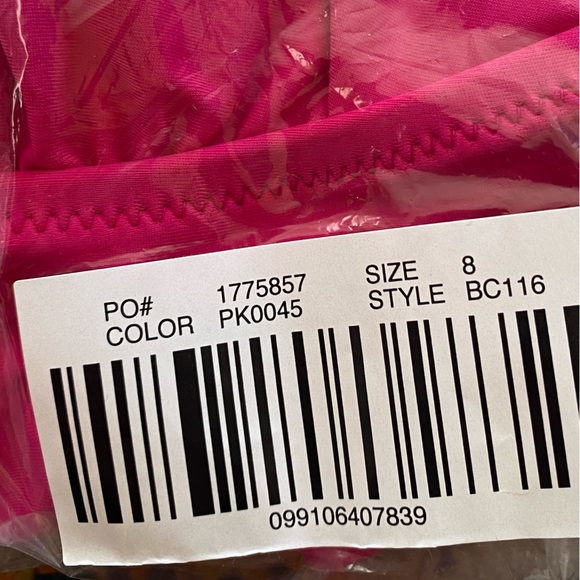 PO# 1775857 SIZE 8
COLOR PK0045 STYLE BC116
099106407839